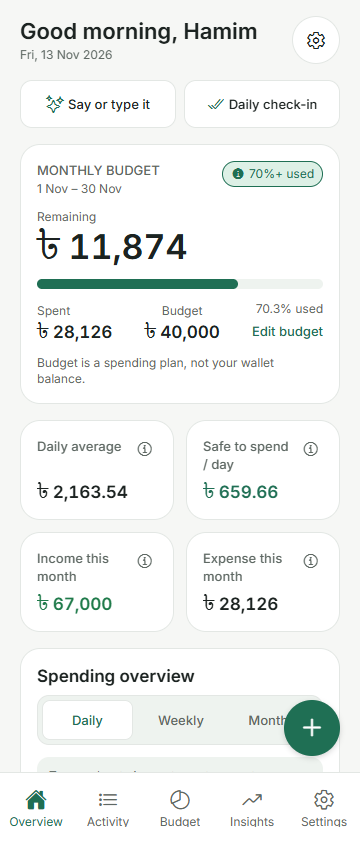 Good morning, Hamim
Fri, 13 Nov 2026
Say or type it
Daily check-in
MONTHLY BUDGET
1 Nov – 30 Nov
70%+ used
Remaining
৳ 11,874
Spent
৳ 28,126
Budget
৳ 40,000
70.3% used
Edit budget
Budget is a spending plan, not your wallet
balance.
Daily average
৳ 2,163.54
Safe to spend
/ day
৳ 659.66
Income this
month
৳ 67,000
Expense this
month
৳ 28,126
Spending overview
Daily
Weekly
Month
Overview
Activity
Budget
Insights
Settings